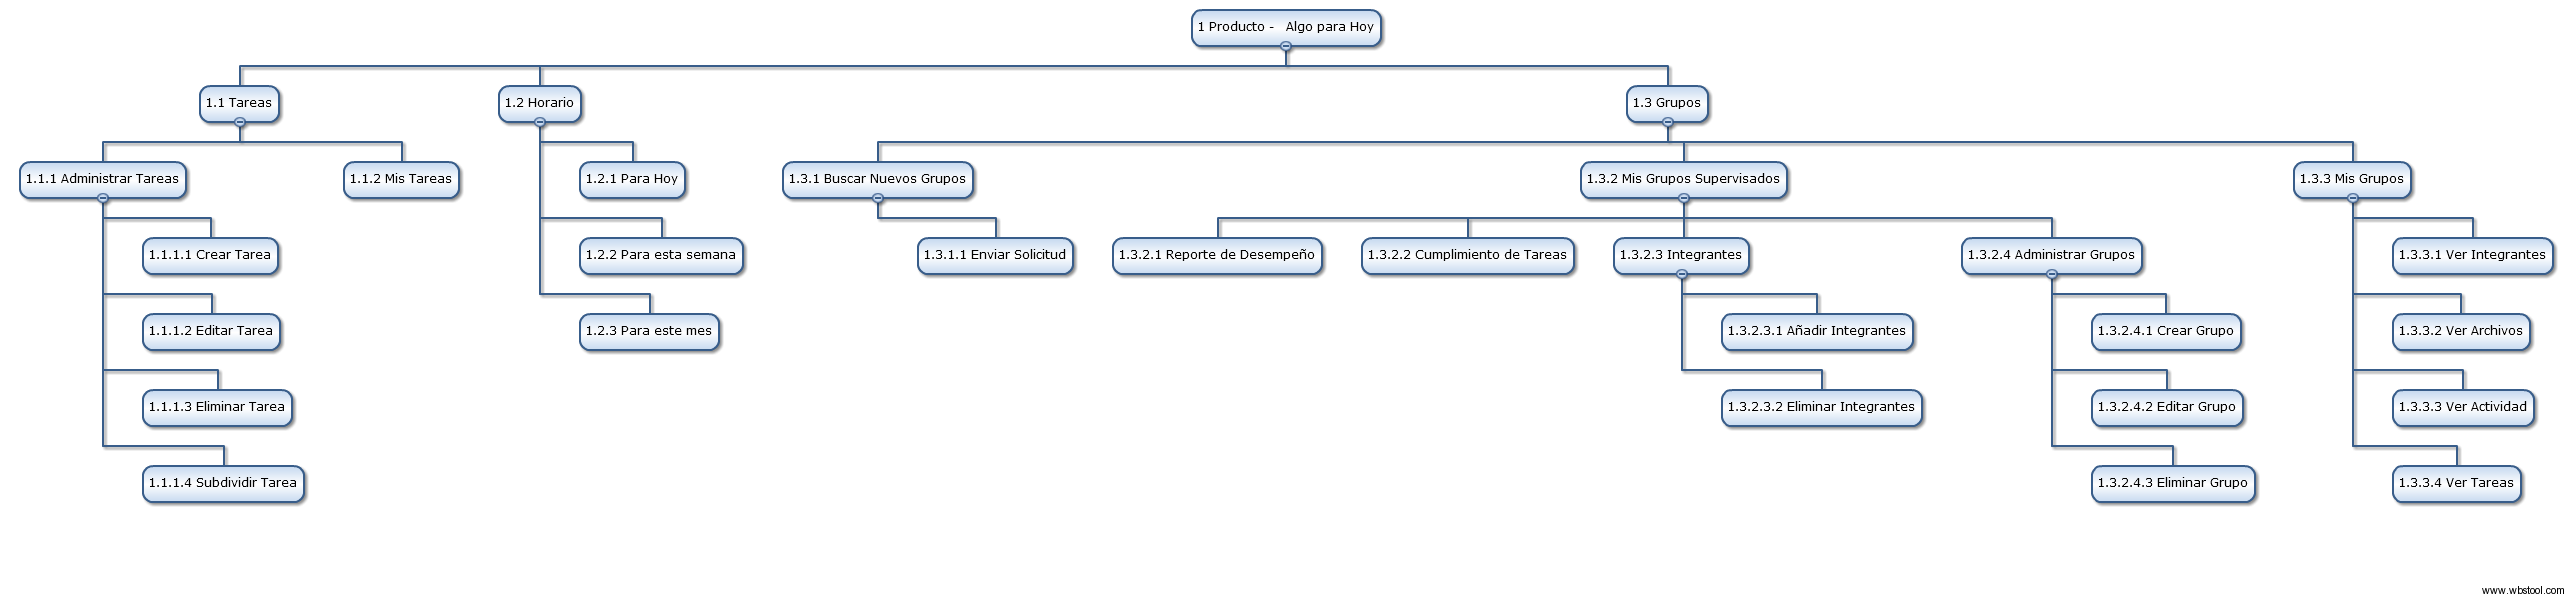 1 Producto -   Algo para Hoy
1.1 Tareas
1.2 Horario
1.3 Grupos
1.1.1 Administrar Tareas
1.1.2 Mis Tareas
1.2.1 Para Hoy
1.3.1 Buscar Nuevos Grupos
1.3.2 Mis Grupos Supervisados
1.3.3 Mis Grupos
1.1.1.1 Crear Tarea
1.2.2 Para esta semana
1.3.1.1 Enviar Solicitud
1.3.2.1 Reporte de Desempeño
1.3.2.2 Cumplimiento de Tareas
1.3.2.3 Integrantes
1.3.2.4 Administrar Grupos
1.3.3.1 Ver Integrantes
1.1.1.2 Editar Tarea
1.2.3 Para este mes
1.3.2.3.1 Añadir Integrantes
1.3.2.4.1 Crear Grupo
1.3.3.2 Ver Archivos
1.1.1.3 Eliminar Tarea
1.3.2.3.2 Eliminar Integrantes
1.3.2.4.2 Editar Grupo
1.3.3.3 Ver Actividad
1.1.1.4 Subdividir Tarea
1.3.2.4.3 Eliminar Grupo
1.3.3.4 Ver Tareas
www.wbstool.com